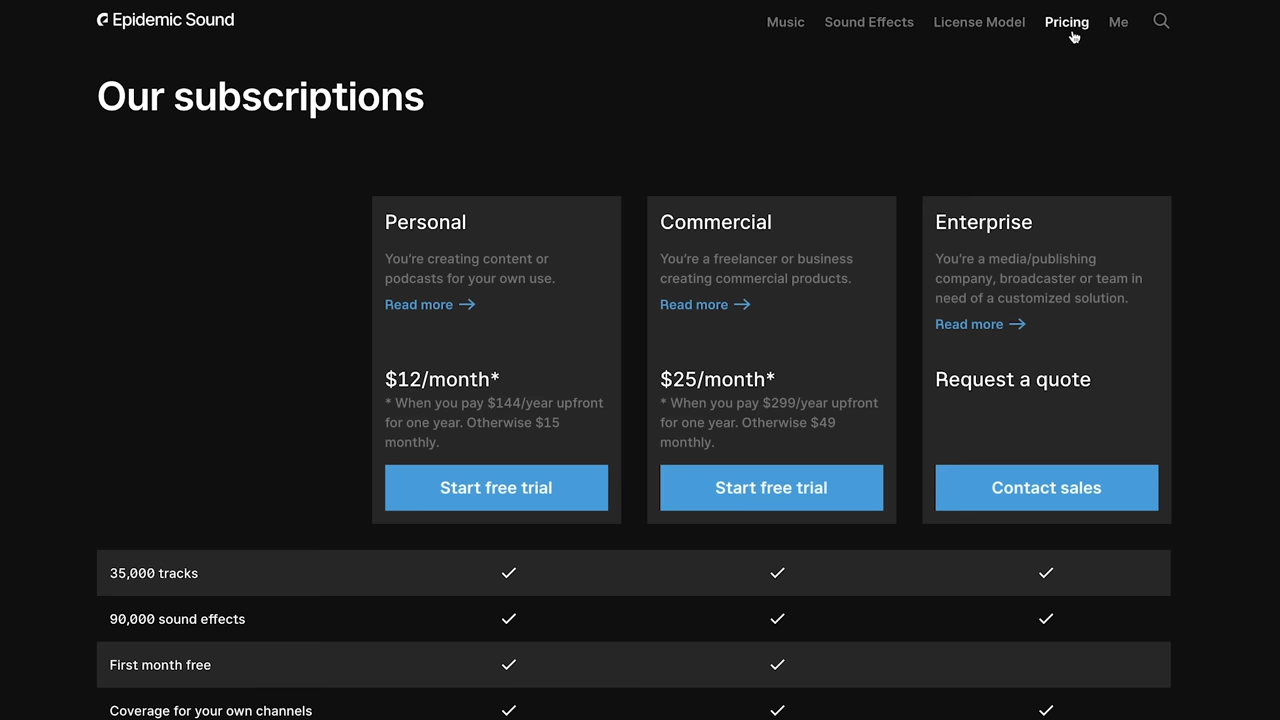 Epidemic Sound
Music Sound Effects License Model Pricing Me
Our subscriptions
Personal
You're creating content or
podcasts for your own use.
Read more
$12/month*
* When you pay $144/year upfront
for one year. Otherwise $15
monthly.
Start free trial
Commercial
You're a freelancer or business
creating commercial products.
Read more
$25/month*
* When you pay $299/year upfront
for one year. Otherwise $49
monthly.
Start free trial
Enterprise
You're a media/publishing
company, broadcaster or team in
need of a customized solution.
Read more
Request a quote
Contact sales
35,000 tracks
90,000 sound effects
First month free
Coverage for your own channels